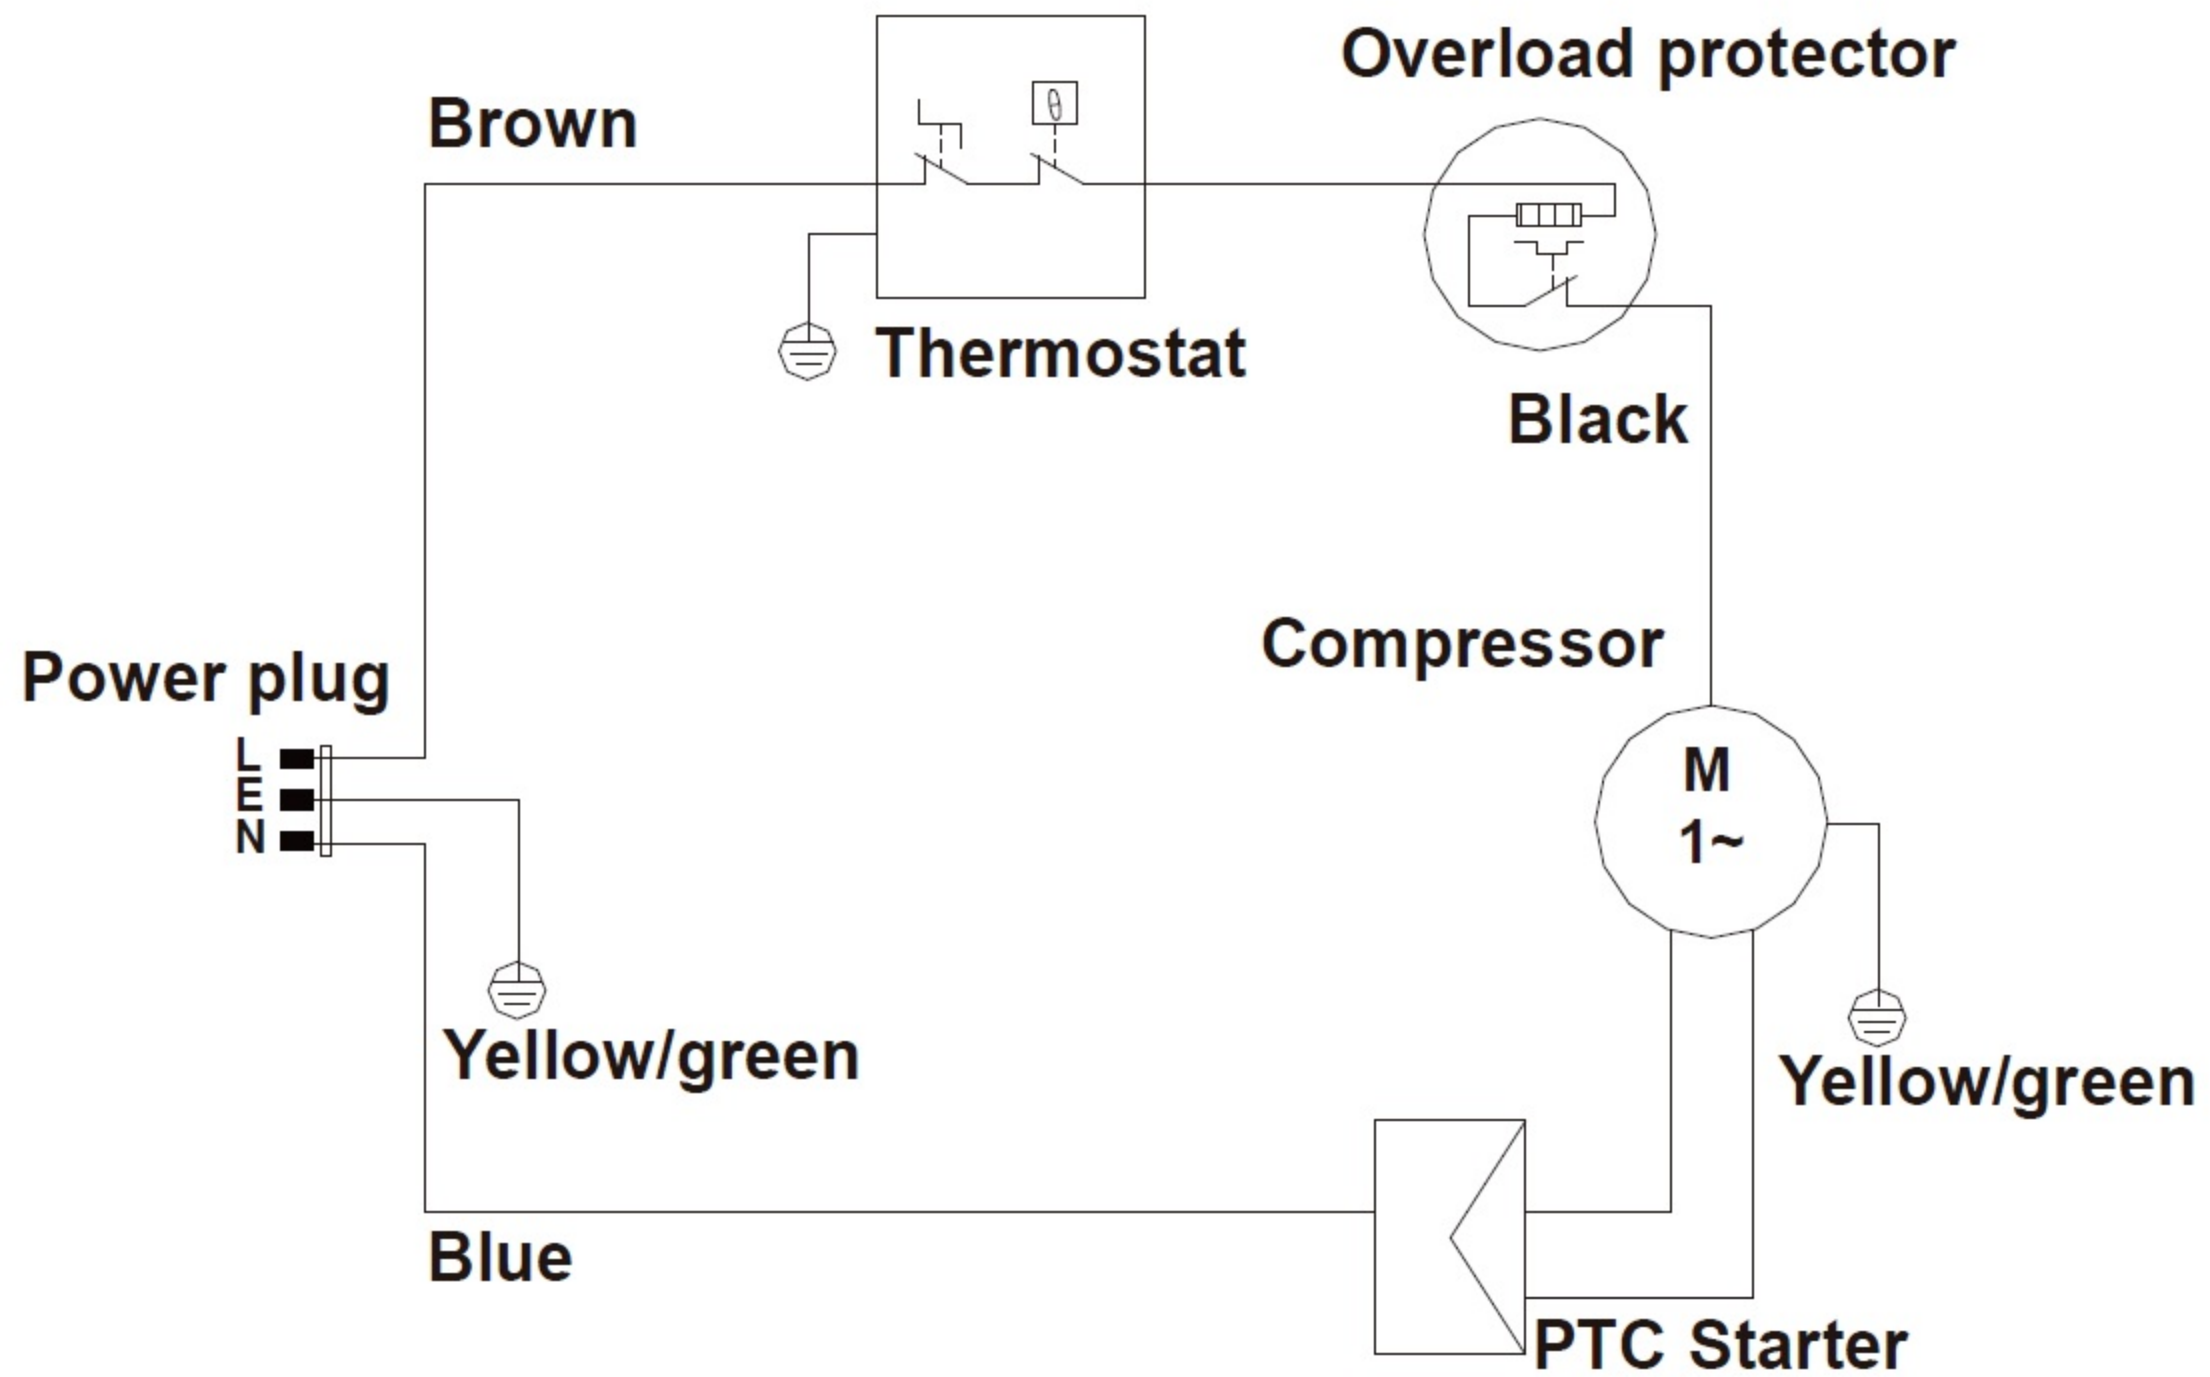 Overload protector
Brown
θ
Thermostat
Black
Compressor
Power plug
L
E
N
M
1~
Yellow/green
Yellow/green
Blue
PTC Starter